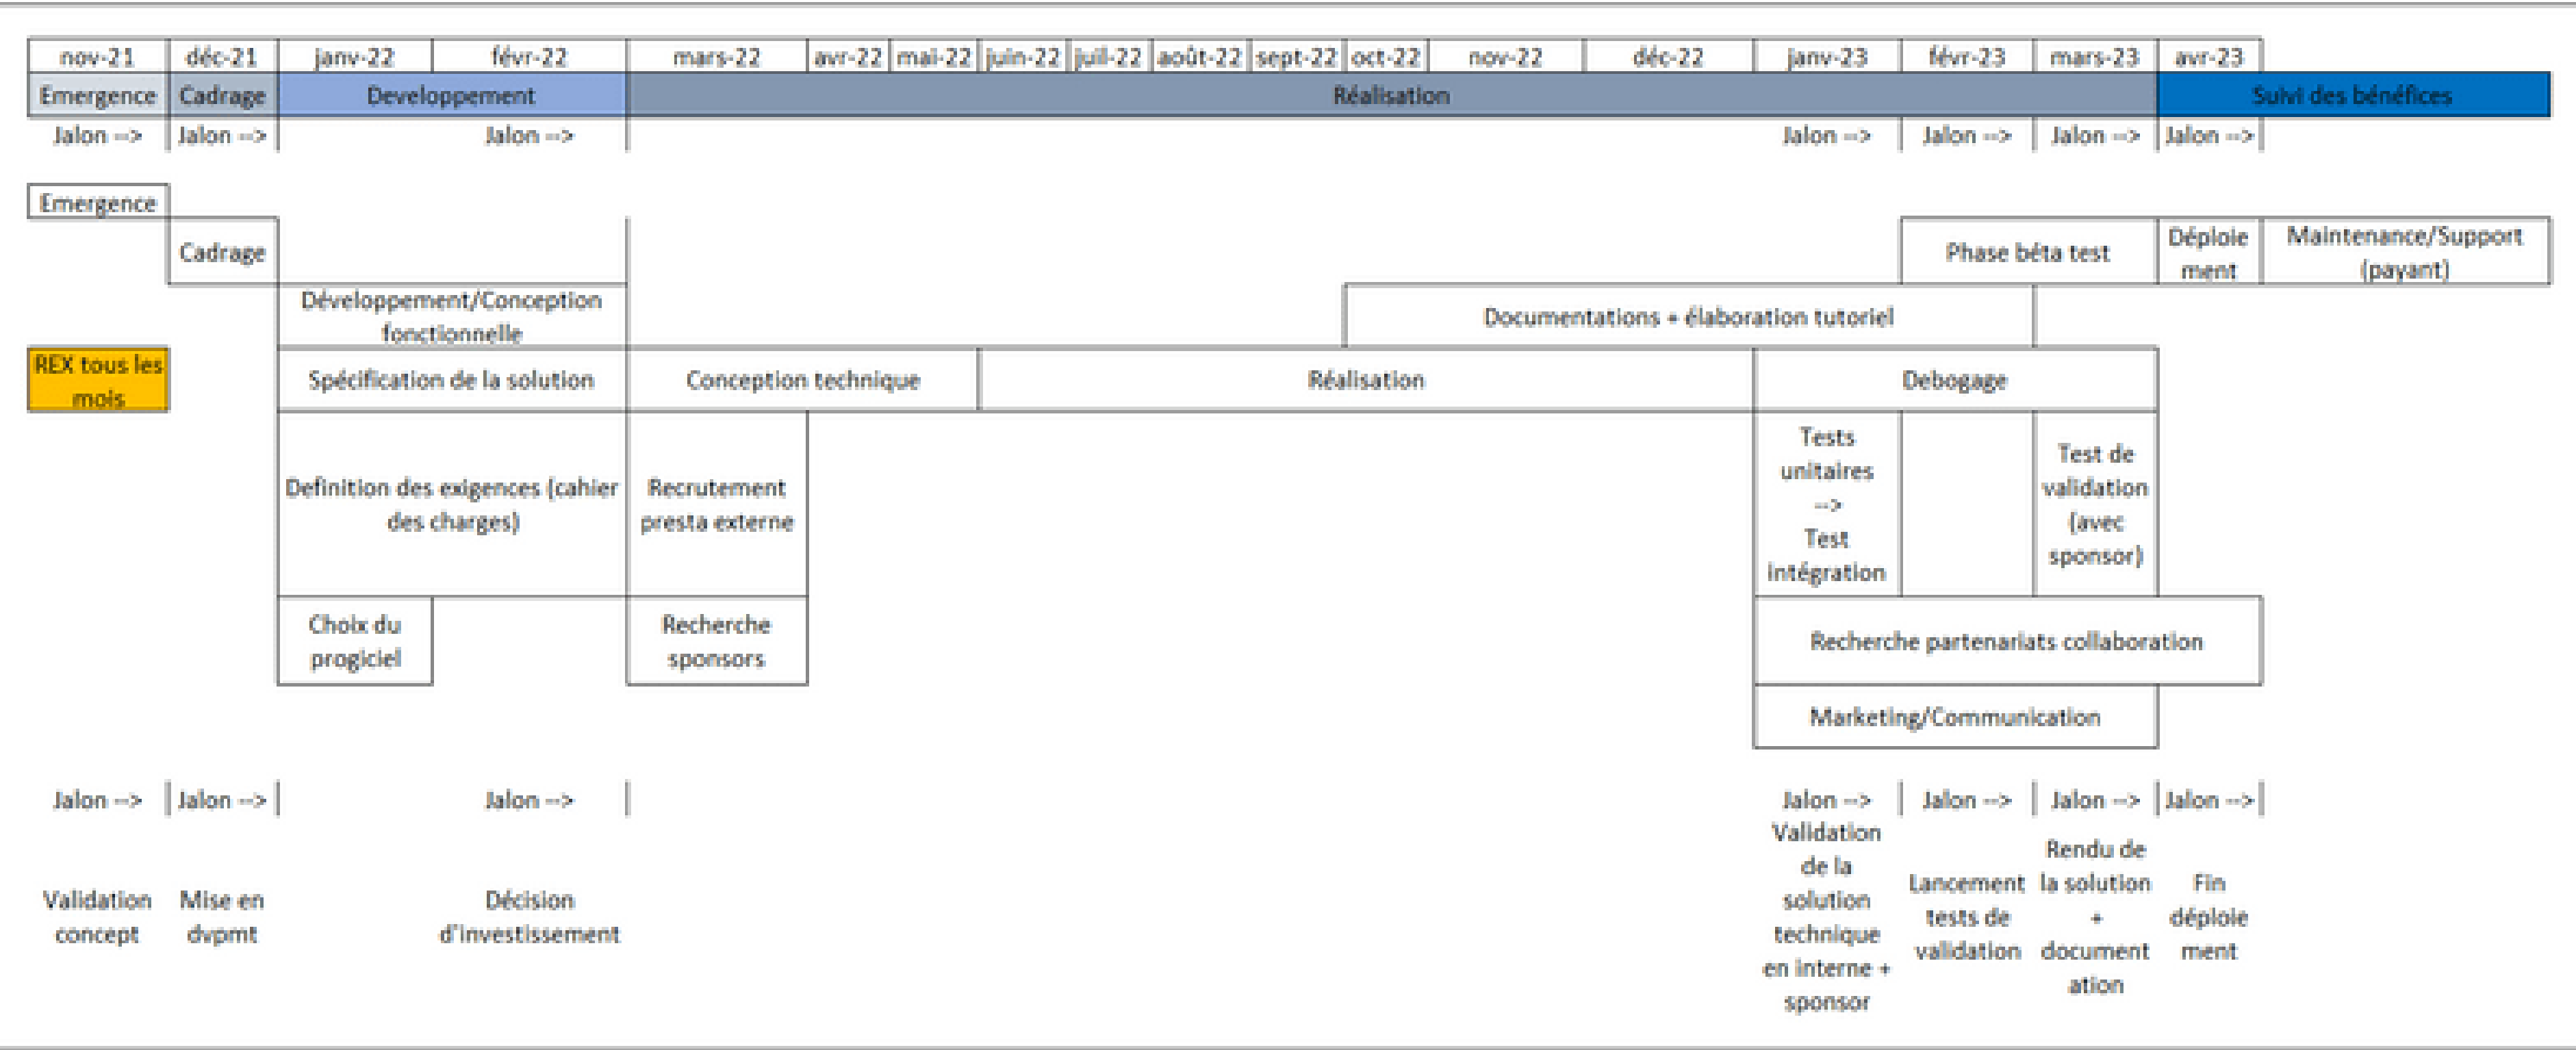 nov-21 déc-21 janv-22 févr-22 mars-22 avr-22 mai-22 juin-22 juil-22 août-22 sept-22 oct-22 nov-22 déc-22 janv-23 févr-23 mars-23 avr-23
Emergence Cadrage Developpement Réalisation Suivi des bénéfices
Jalon --> Jalon --> Jalon --> Jalon --> Jalon --> Jalon --> Jalon -->
Emergence
Cadrage
Phase béta test
Déploie
ment
Maintenance/Support
(payant)
Développement/Conception
fonctionnelle
Documentations + élaboration tutoriel
REX tous les
mois
Spécification de la solution
Conception technique
Réalisation
Debogage
Definition des exigences (cahier
des charges)
Recrutement
presta externe
Tests
unitaires
-->
Test
intégration
Test de
validation
(avec
sponsor)
Choix du
progiciel
Recherche
sponsors
Recherche partenariats collaboration
Marketing/Communication
Jalon --> Jalon --> Jalon --> Jalon --> Jalon --> Jalon --> Jalon -->
Validation
concept
Mise en
dvpmt
Décision
d'investissement
Validation
de la
solution
technique
en interne +
sponsor
Lancement
tests de
validation
Rendu de
la solution
+
document
ation
Fin
déploie
ment